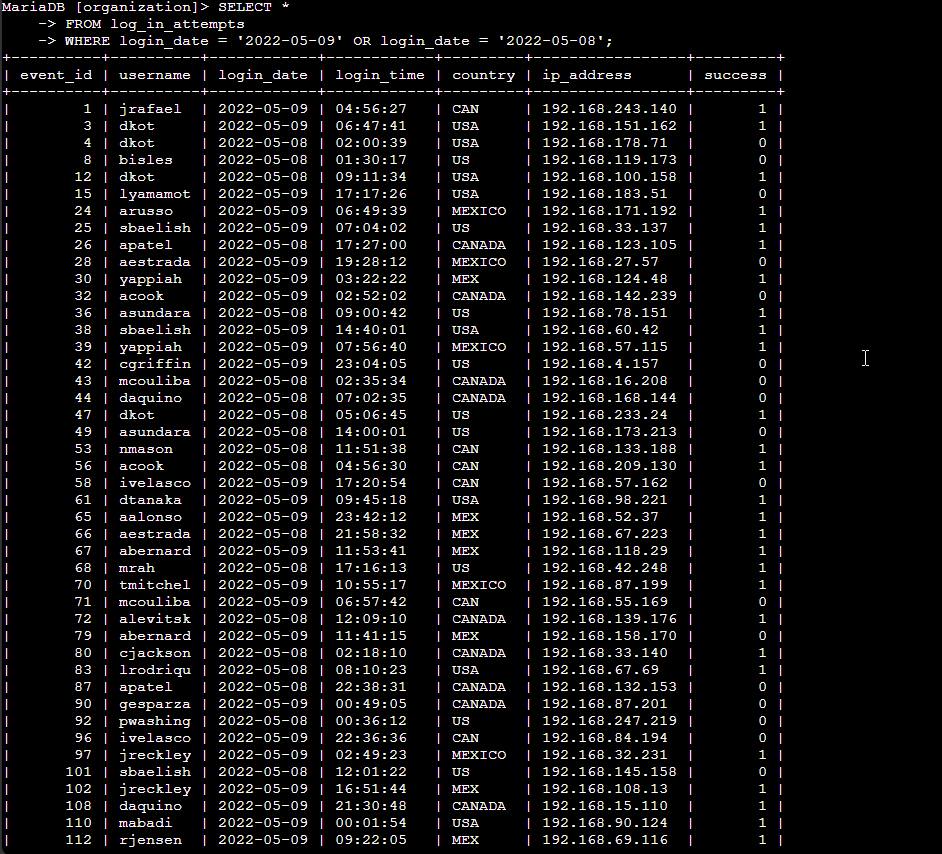 MariaDB [organization]> SELECT *
    -> FROM log_in_attempts
    -> WHERE login_date = '2022-05-09' OR login_date = '2022-05-08';
+----------+----------+------------+------------+---------+-----------------+---------+
| event_id | username | login_date | login_time | country | ip_address      | success |
+----------+----------+------------+------------+---------+-----------------+---------+
|        1 | jrafael  | 2022-05-09 | 04:56:27   | CAN     | 192.168.243.140 |       1 |
|        3 | dkot     | 2022-05-09 | 06:47:41   | USA     | 192.168.151.162 |       1 |
|        4 | dkot     | 2022-05-08 | 02:00:39   | USA     | 192.168.178.71  |       0 |
|        8 | bisles   | 2022-05-08 | 01:30:17   | US      | 192.168.119.173 |       0 |
|       12 | dkot     | 2022-05-08 | 09:11:34   | USA     | 192.168.100.158 |       1 |
|       15 | lyamamot | 2022-05-09 | 17:17:26   | USA     | 192.168.183.51  |       0 |
|       24 | arusso   | 2022-05-09 | 06:49:39   | MEXICO  | 192.168.171.192 |       1 |
|       25 | sbaelish | 2022-05-09 | 07:04:02   | US      | 192.168.33.137  |       1 |
|       26 | apatel   | 2022-05-08 | 17:27:00   | CANADA  | 192.168.123.105 |       1 |
|       28 | aestrada | 2022-05-09 | 19:28:12   | MEXICO  | 192.168.27.57   |       0 |
|       30 | yappiah  | 2022-05-09 | 03:22:22   | MEX     | 192.168.124.48  |       1 |
|       32 | acook    | 2022-05-09 | 02:52:02   | CANADA  | 192.168.142.239 |       0 |
|       36 | asundara | 2022-05-08 | 09:00:42   | US      | 192.168.78.151  |       1 |
|       38 | sbaelish | 2022-05-09 | 14:40:01   | USA     | 192.168.60.42   |       1 |
|       39 | yappiah  | 2022-05-09 | 07:56:40   | MEXICO  | 192.168.57.115  |       1 |
|       42 | cgriffin | 2022-05-09 | 23:04:05   | US      | 192.168.4.157   |       0 |
|       43 | mcouliba | 2022-05-08 | 02:35:34   | CANADA  | 192.168.16.208  |       0 |
|       44 | daquino  | 2022-05-08 | 07:02:35   | CANADA  | 192.168.168.144 |       0 |
|       47 | dkot     | 2022-05-08 | 05:06:45   | US      | 192.168.233.24  |       1 |
|       49 | asundara | 2022-05-08 | 14:00:01   | US      | 192.168.173.213 |       0 |
|       53 | nmason   | 2022-05-08 | 11:51:38   | CAN     | 192.168.133.188 |       1 |
|       56 | acook    | 2022-05-08 | 04:56:30   | CAN     | 192.168.209.130 |       1 |
|       58 | ivelasco | 2022-05-09 | 17:20:54   | CAN     | 192.168.57.162  |       0 |
|       61 | dtanaka  | 2022-05-09 | 09:45:18   | USA     | 192.168.98.221  |       1 |
|       65 | aalonso  | 2022-05-09 | 23:42:12   | MEX     | 192.168.52.37   |       1 |
|       66 | aestrada | 2022-05-08 | 21:58:32   | MEX     | 192.168.67.223  |       1 |
|       67 | abernard | 2022-05-09 | 11:53:41   | MEX     | 192.168.118.29  |       1 |
|       68 | mrah     | 2022-05-08 | 17:16:13   | US      | 192.168.42.248  |       1 |
|       70 | tmitchel | 2022-05-09 | 10:55:17   | MEXICO  | 192.168.87.199  |       1 |
|       71 | mcouliba | 2022-05-09 | 06:57:42   | CAN     | 192.168.55.169  |       0 |
|       72 | alevitsk | 2022-05-08 | 12:09:10   | CANADA  | 192.168.139.176 |       1 |
|       79 | abernard | 2022-05-09 | 11:41:15   | MEX     | 192.168.158.170 |       0 |
|       80 | cjackson | 2022-05-08 | 02:18:10   | CANADA  | 192.168.33.140  |       1 |
|       83 | lrodriqu | 2022-05-08 | 08:10:23   | USA     | 192.168.67.69   |       1 |
|       87 | apatel   | 2022-05-08 | 22:38:31   | CANADA  | 192.168.132.153 |       0 |
|       90 | gesparza | 2022-05-09 | 00:49:05   | CANADA  | 192.168.87.201  |       0 |
|       92 | pwashing | 2022-05-08 | 00:36:12   | US      | 192.168.247.219 |       0 |
|       96 | ivelasco | 2022-05-09 | 22:36:36   | CAN     | 192.168.84.194  |       0 |
|       97 | jreckley | 2022-05-09 | 02:49:23   | MEXICO  | 192.168.32.231  |       1 |
|      101 | sbaelish | 2022-05-08 | 12:01:22   | US      | 192.168.145.158 |       0 |
|      102 | jreckley | 2022-05-09 | 16:51:44   | MEX     | 192.168.108.13  |       1 |
|      108 | daquino  | 2022-05-09 | 21:30:48   | CANADA  | 192.168.15.110  |       1 |
|      110 | mabadi   | 2022-05-09 | 00:01:54   | USA     | 192.168.90.124  |       1 |
|      112 | rjensen  | 2022-05-09 | 09:22:05   | MEX     | 192.168.69.116  |       1 |